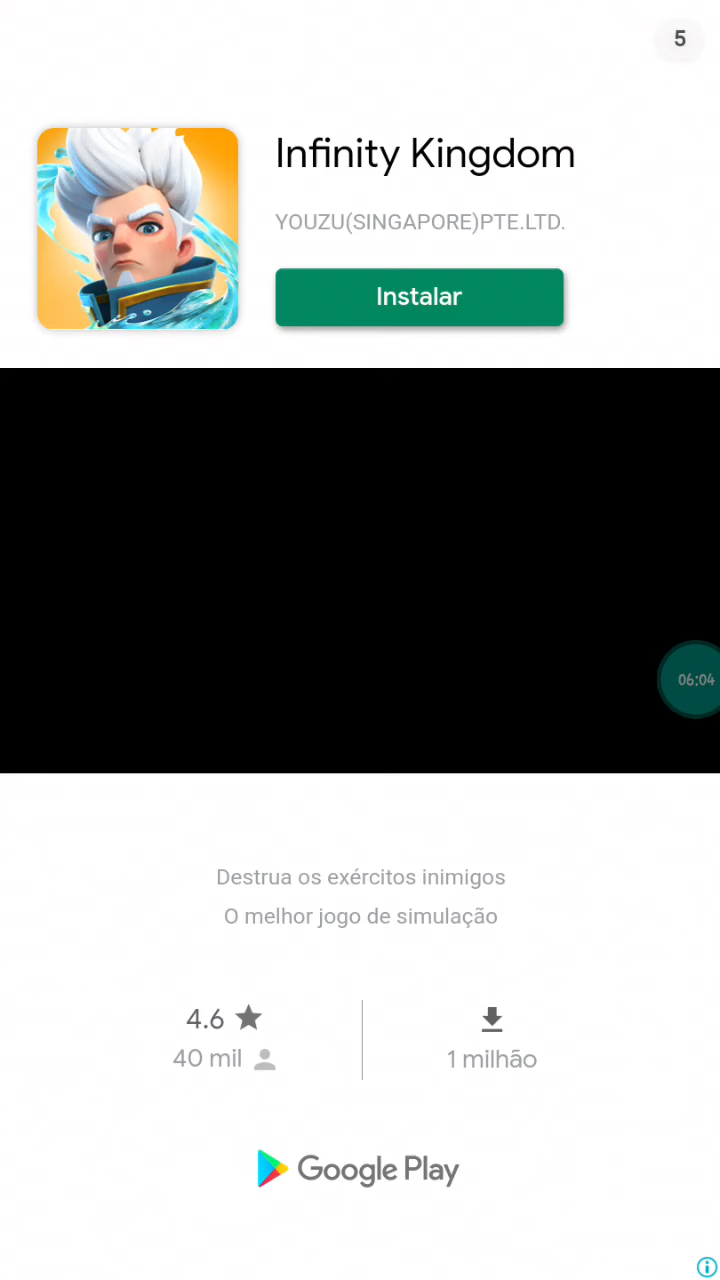 5
Infinity Kingdom
YOUZU(SINGAPORE)PTE.LTD.
Instalar
06:04
Destrua os exércitos inimigos
O melhor jogo de simulação
4.6
40 mil
1 milhão
Google Play